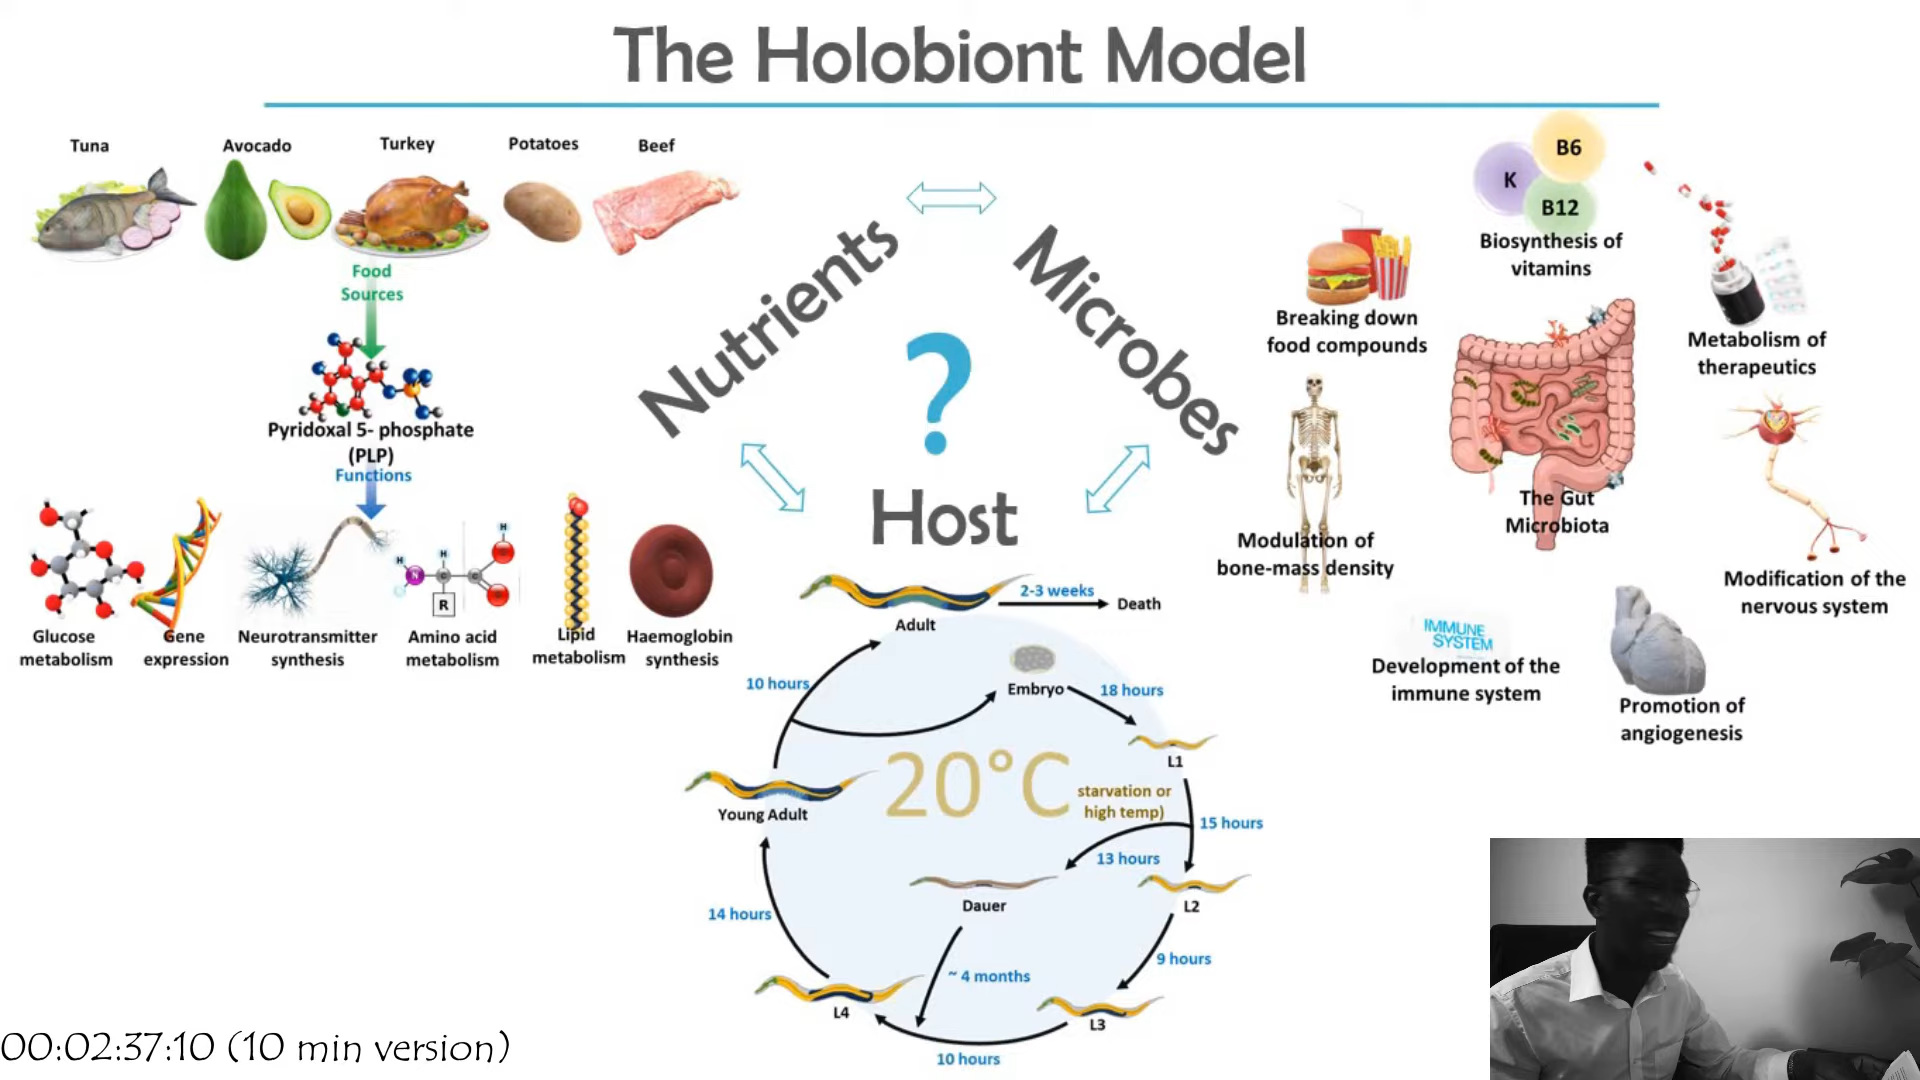 The Holobiont Model
Tuna
Avocado
Turkey
Potatoes
Beef
Food
Sources
Pyridoxal 5- phosphate
(PLP)
Functions
H
N
H
C
C
H
R
Glucose
metabolism
Gene
expression
Neurotransmitter
synthesis
Amino acid
metabolism
Lipid
metabolism
Haemoglobin
synthesis
Nutrients
Microbes
?
Host
B6
K
B12
Biosynthesis of
vitamins
Breaking down
food compounds
Metabolism of
therapeutics
The Gut
Microbiota
Modulation of
bone-mass density
Modification of the
nervous system
IMMUNE
SYSTEM
Development of the
immune system
Promotion of
angiogenesis
2-3 weeks
Death
Adult
10 hours
Embryo
18 hours
L1
20°C
starvation or
high temp)
15 hours
13 hours
Young Adult
Dauer
L2
14 hours
9 hours
~ 4 months
L4
L3
10 hours
00:02:37:10 (10 min version)